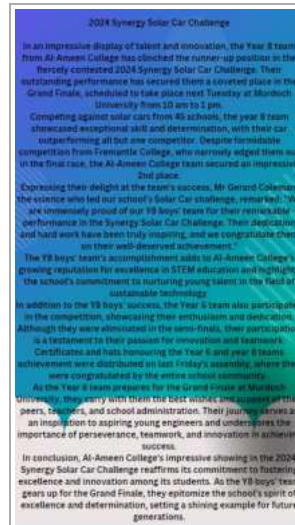 2024 Synergy Solar Car Challenge
In an impressive display of talent and innovation, the Year 8 team
from Al-Ameen College has clinched the runner-up position in the
fiercely contested 2024 Synergy Solar Car Challenge. Their
outstanding performance has secured them a coveted place in the
Grand Finale, scheduled to take place next Tuesday at Murdoch
University from 10 am to 1 pm.
Competing against solar cars from 45 schools, the year 8 team
showcased exceptional skill and determination, with their car
outperforming all but one competitor. Despite formidable
competition from Fremantle College, who narrowly edged them
in the final race, the Al-Ameen College team secured an impressive
2nd place.
Expressing their delight at the team's success, Mr Gerard Coleman
the science who led our school's Solar Car challenge, remarked:
are immensely proud of our Y8 boys' team for their remarkable
performance in the Synergy Solar Car Challenge. Their dedication
and hard work have been truly inspiring, and we congratulate them
on their well-deserved achievement."
The Y8 boys' team's accomplishment adds to Al-Ameen College's
growing reputation for excellence in STEM education and highlights
the school's commitment to nurturing young talent in the field of
sustainable technology
In addition to the Y8 boys' success, the Year 6 team also participated
in the competition, showcasing their enthusiasm and dedication.
Although they were eliminated in the semi-finals, their participation
is a testament to their passion for innovation and teamwork.
Certificates and hats honouring the Year 6 and year 8 teams
achievement were distributed on last Friday's assembly, where they
were congratulated by the entire school community.
As the Year 8 team prepares for the Grand Finale at Murdoch
University, they carry with them the best wishes and support of their
peers, teachers, and school administration. Their journey serves as
an inspiration to aspiring young engineers and underscores the
importance of perseverance, teamwork, and innovation in achieving
success.
In conclusion, Al-Ameen College's impressive showing in the 2024
Synergy Solar Car Challenge reaffirms its commitment to fostering
excellence and innovation among its students. As the Y8 boys' team
gears up for the Grand Finale, they epitomize the school's spirit of
excellence and determination, setting a shining example for future
generations.